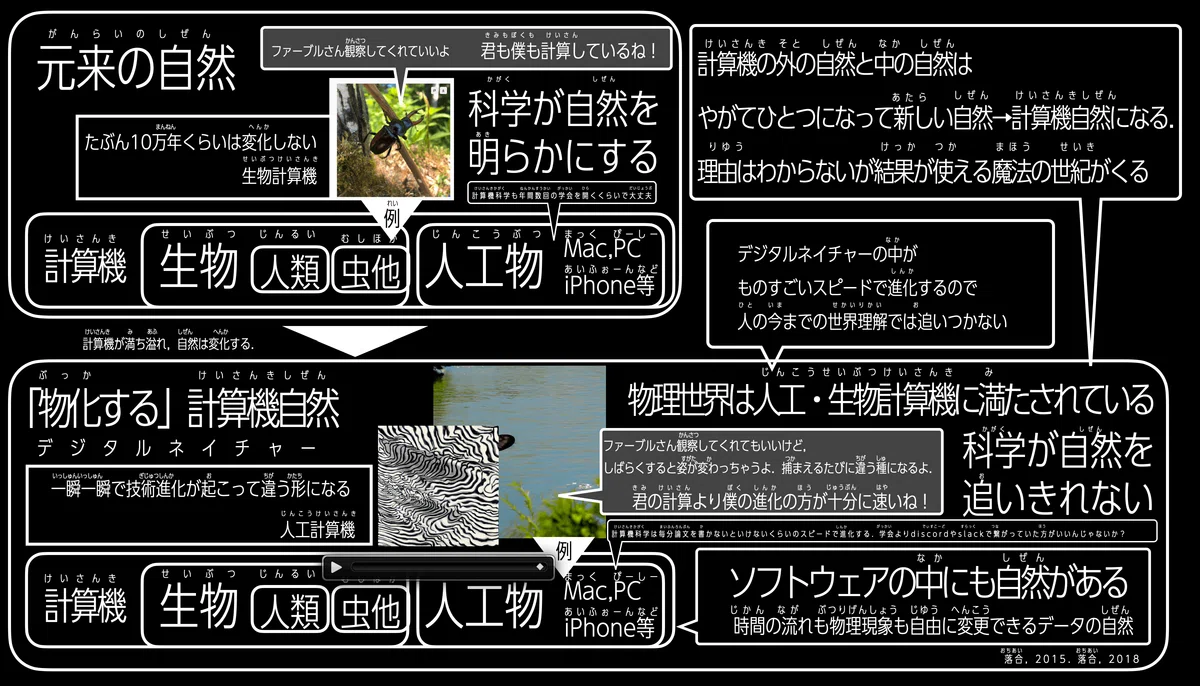 元来の自然
ファーブルさん観察してくれていいよ 君も僕も計算しているね！
たぶん10万年くらいは変化しない
生物計算機
科学が自然を
明らかにする
計算機科学も年間数回の学会を開くくらいで大丈夫
例
計算機
生物
人類
虫他
人工物
Mac,PC
iPhone等
計算機の外の自然と中の自然は
やがてひとつになって新しい自然→計算機自然になる.
理由はわからないが結果が使える魔法の世紀がくる
デジタルネイチャーの中が
ものすごいスピードで進化するので
人の今までの世界理解では追いつかない
計算機が満ち溢れ，自然は変化する.
「物化する」計算機自然
デジタルネイチャー
一瞬一瞬で技術進化が起こって違う形になる
人工計算機
物理世界は人工・生物計算機に満たされている
ファーブルさん観察してくれてもいいけど,
しばらくすると姿が変わっちゃうよ．捕まえるたびに違う種になるよ.
君の計算より僕の進化の方が十分に速いね！
科学が自然を
追いきれない
計算機科学は毎分論文を書かないといけないくらいのスピードで進化する．学会よりdiscordやslackで繋がっていた方がいいんじゃないか？
例
計算機
生物
人類
虫他
人工物
Mac,PC
iPhone等
ソフトウェアの中にも自然がある
時間の流れも物理現象も自由に変更できるデータの自然
落合, 2015. 落合, 2018